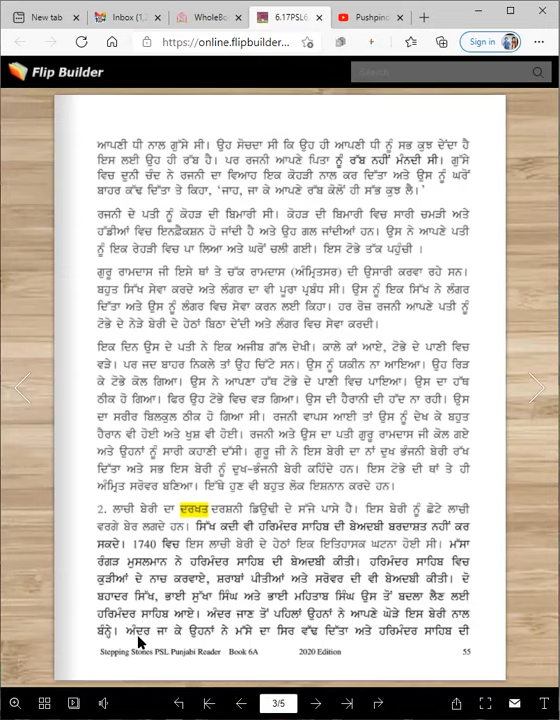 New tab
Inbox (1,2
WholeBo
6.17PSL6
Pushpin
https://online.flipbuilder...
Sign in
Flip Builder
Search
ਆਪਣੀ ਧੀ ਨਾਲ ਗੁੱਸੇ ਸੀ। ਉਹ ਸੋਚਦਾ ਸੀ ਕਿ ਉਹ ਹੀ ਆਪਣੀ ਧੀ ਨੂੰ ਸਭ ਕੁਝ ਦੇਂਦਾ ਹੈ
ਇਸ ਲਈ ਉਹ ਹੀ ਰੱਬ ਹੈ। ਪਰ ਰਜਨੀ ਆਪਣੇ ਪਿਤਾ ਨੂੰ ਰੱਬ ਨਹੀਂ ਮੰਨਦੀ ਸੀ। ਗੁੱਸੇ
ਵਿਚ ਦੁਨੀ ਚੰਦ ਨੇ ਰਜਨੀ ਦਾ ਵਿਆਹ ਇਕ ਕੋਹੜੀ ਨਾਲ ਕਰ ਦਿੱਤਾ ਅਤੇ ਉਸ ਨੂੰ ਘਰੋਂ
ਬਾਹਰ ਕੱਢ ਦਿੱਤਾ ਤੇ ਕਿਹਾ, 'ਜਾਹ, ਜਾ ਕੇ ਆਪਣੇ ਰੱਬ ਕੋਲੋਂ ਹੀ ਸੱਭ ਕੁਝ ਲੈ।'
ਰਜਨੀ ਦੇ ਪਤੀ ਨੂੰ ਕੋਹੜ ਦੀ ਬਿਮਾਰੀ ਸੀ। ਕੋਹੜ ਦੀ ਬਿਮਾਰੀ ਵਿਚ ਸਾਰੀ ਚਮੜੀ ਅਤੇ
ਹੱਡੀਆਂ ਵਿਚ ਇਨਫੈਕਸ਼ਨ ਹੋ ਜਾਂਦੀ ਹੈ ਅਤੇ ਉਹ ਗਲ ਜਾਂਦੀਆਂ ਹਨ। ਉਸ ਨੇ ਆਪਣੇ ਪਤੀ
ਨੂੰ ਇਕ ਰੇਹੜੀ ਵਿਚ ਪਾ ਲਿਆ ਅਤੇ ਘਰੋਂ ਚਲੀ ਗਈ। ਇਸ ਟੋਭੇ ਤੱਕ ਪਹੁੰਚੀ ।
ਗੁਰੂ ਰਾਮਦਾਸ ਜੀ ਇਸੇ ਥਾਂ ਤੇ ਚੱਕ ਰਾਮਦਾਸ (ਅੰਮ੍ਰਿਤਸਰ) ਦੀ ਉਸਾਰੀ ਕਰਵਾ ਰਹੇ ਸਨ।
ਬਹੁਤ ਸਿੱਖ ਸੇਵਾ ਕਰਦੇ ਅਤੇ ਲੰਗਰ ਦਾ ਵੀ ਪੂਰਾ ਪ੍ਰਬੰਧ ਸੀ। ਉਸ ਨੂੰ ਇਕ ਸਿੱਖ ਨੇ ਲੰਗਰ
ਦਿੱਤਾ ਅਤੇ ਉਸ ਨੂੰ ਲੰਗਰ ਵਿਚ ਸੇਵਾ ਕਰਨ ਲਈ ਕਿਹਾ। ਹਰ ਰੋਜ਼ ਰਜਨੀ ਆਪਣੇ ਪਤੀ ਨੂੰ
ਟੋਭੇ ਦੇ ਨੇੜੇ ਬੇਰੀ ਦੇ ਹੇਠਾਂ ਬਿਠਾ ਦੇਂਦੀ ਅਤੇ ਲੰਗਰ ਵਿਚ ਸੇਵਾ ਕਰਦੀ।
ਇਕ ਦਿਨ ਉਸ ਦੇ ਪਤੀ ਨੇ ਇਕ ਅਜੀਬ ਗੱਲ ਦੇਖੀ। ਕਾਲੇ ਕਾਂ ਆਏ, ਟੋਭੇ ਦੇ ਪਾਣੀ ਵਿਚ
ਵੜੇ। ਪਰ ਜਦ ਬਾਹਰ ਨਿਕਲੇ ਤਾਂ ਉਹ ਚਿੱਟੇ ਸਨ। ਉਸ ਨੂੰ ਯਕੀਨ ਨਾ ਆਇਆ। ਉਹ ਰਿੜ
ਕੇ ਟੋਭੇ ਕੋਲ ਗਿਆ। ਉਸ ਨੇ ਆਪਣਾ ਹੱਥ ਟੋਭੇ ਦੇ ਪਾਣੀ ਵਿਚ ਪਾਇਆ। ਉਸ ਦਾ ਹੱਥ
ਠੀਕ ਹੋ ਗਿਆ। ਫਿਰ ਉਹ ਟੋਭੇ ਵਿਚ ਵੜ ਗਿਆ। ਉਸ ਦੀ ਹੈਰਾਨੀ ਦੀ ਹੱਦ ਨਾ ਰਹੀ। ਉਸ
ਦਾ ਸਰੀਰ ਬਿਲਕੁਲ ਠੀਕ ਹੋ ਗਿਆ ਸੀ। ਰਜਨੀ ਵਾਪਸ ਆਈ ਤਾਂ ਉਸ ਨੂੰ ਦੇਖ ਕੇ ਬਹੁਤ
ਹੈਰਾਨ ਵੀ ਹੋਈ ਅਤੇ ਖੁਸ਼ ਵੀ ਹੋਈ। ਰਜਨੀ ਅਤੇ ਉਸ ਦਾ ਪਤੀ ਗੁਰੂ ਰਾਮਦਾਸ ਜੀ ਕੋਲ ਗਏ
ਅਤੇ ਉਹਨਾਂ ਨੂੰ ਸਾਰੀ ਕਹਾਣੀ ਦੱਸੀ। ਗੁਰੂ ਜੀ ਨੇ ਇਸ ਬੇਰੀ ਦਾ ਨਾਂ ਦੁਖ ਭੰਜਨੀ ਬੇਰੀ ਰੱਖ
ਦਿੱਤਾ ਅਤੇ ਸਭ ਇਸ ਬੇਰੀ ਨੂੰ ਦੁਖ-ਭੰਜਨੀ ਬੇਰੀ ਕਹਿੰਦੇ ਹਨ। ਇਸ ਟੋਭੇ ਦੀ ਥਾਂ ਤੇ ਹੀ
ਅੰਮ੍ਰਿਤ ਸਰੋਵਰ ਬਣਿਆ। ਇੱਥੇ ਹੁਣ ਵੀ ਬਹੁਤ ਲੋਕ ਇਸ਼ਨਾਨ ਕਰਦੇ ਹਨ।
2. ਲਾਚੀ ਬੇਰੀ ਦਾ ਦਰਖਤ ਦਰਸ਼ਨੀ ਡਿਉਢੀ ਦੇ ਸੱਜੇ ਪਾਸੇ ਹੈ। ਇਸ ਬੇਰੀ ਨੂੰ ਛੋਟੇ ਲਾਚੀ
ਵਰਗੇ ਬੇਰ ਲਗਦੇ ਹਨ। ਸਿੱਖ ਕਦੀ ਵੀ ਹਰਿਮੰਦਰ ਸਾਹਿਬ ਦੀ ਬੇਅਦਬੀ ਬਰਦਾਸ਼ਤ ਨਹੀਂ ਕਰ
ਸਕਦੇ। 1740 ਵਿਚ ਇਸ ਲਾਚੀ ਬੇਰੀ ਦੇ ਹੇਠਾਂ ਇਕ ਇਤਿਹਾਸਕ ਘਟਨਾ ਹੋਈ ਸੀ। ਮੱਸਾ
ਰੰਗੜ ਮੁਸਲਮਾਨ ਨੇ ਹਰਿਮੰਦਰ ਸਾਹਿਬ ਦੀ ਬੇਅਦਬੀ ਕੀਤੀ। ਹਰਿਮੰਦਰ ਸਾਹਿਬ ਵਿਚ
ਕੁੜੀਆਂ ਦੇ ਨਾਚ ਕਰਵਾਏ, ਸ਼ਰਾਬਾਂ ਪੀਤੀਆਂ ਅਤੇ ਸਰੋਵਰ ਦੀ ਵੀ ਬੇਅਦਬੀ ਕੀਤੀ। ਦੋ
ਬਹਾਦਰ ਸਿੱਖ, ਭਾਈ ਸੁੱਖਾ ਸਿੰਘ ਅਤੇ ਭਾਈ ਮਹਿਤਾਬ ਸਿੰਘ ਉਸ ਤੋਂ ਬਦਲਾ ਲੈਣ ਲਈ
ਹਰਿਮੰਦਰ ਸਾਹਿਬ ਆਏ। ਅੰਦਰ ਜਾਣ ਤੋਂ ਪਹਿਲਾਂ ਉਹਨਾਂ ਨੇ ਆਪਣੇ ਘੋੜੇ ਇਸ ਬੇਰੀ ਨਾਲ
ਬੰਨ੍ਹੇ। ਅੰਦਰ ਜਾ ਕੇ ਉਹਨਾਂ ਨੇ ਮੱਸੇ ਦਾ ਸਿਰ ਵੱਢ ਦਿੱਤਾ ਅਤੇ ਹਰਿਮੰਦਰ ਸਾਹਿਬ ਦੀ
Stepping Stones PSL Punjabi Reader Book 6A 2020 Edition 55
3/5